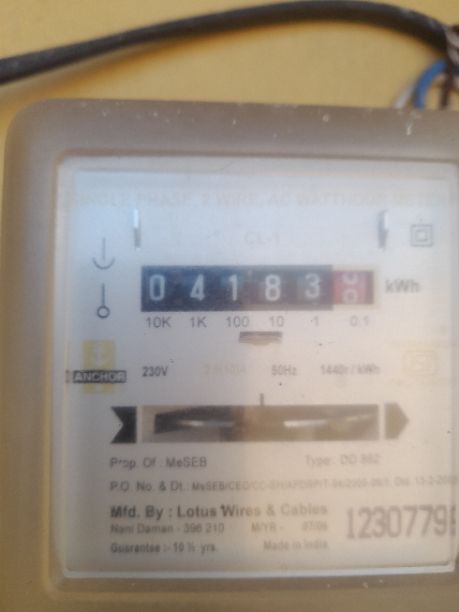 SINGLE PHASE, 2 WIRE, AC WATTHOUR METER
CL-1
0 4 1 8 3 kWh
10K 1K 100 10 1 0.1
ANCHOR 230V 50Hz 1440r / kWh
Prop. Of : MeSEB Type: DD 862
P.O. No. & Dt.:
Mfd. By : Lotus Wires & Cables
Nani Daman - 396 210 M/YR - 07/06
Guarantee :- 10 ½ yrs. Made in India